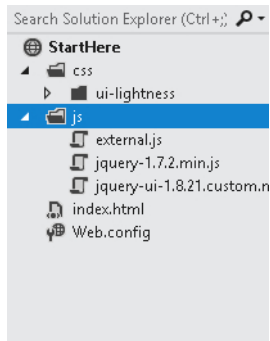 Search Solution Explorer (Ctrl+;)
StartHere
css
ui-lightness
js
external.js
jquery-1.7.2.min.js
jquery-ui-1.8.21.custom.n
index.html
Web.config